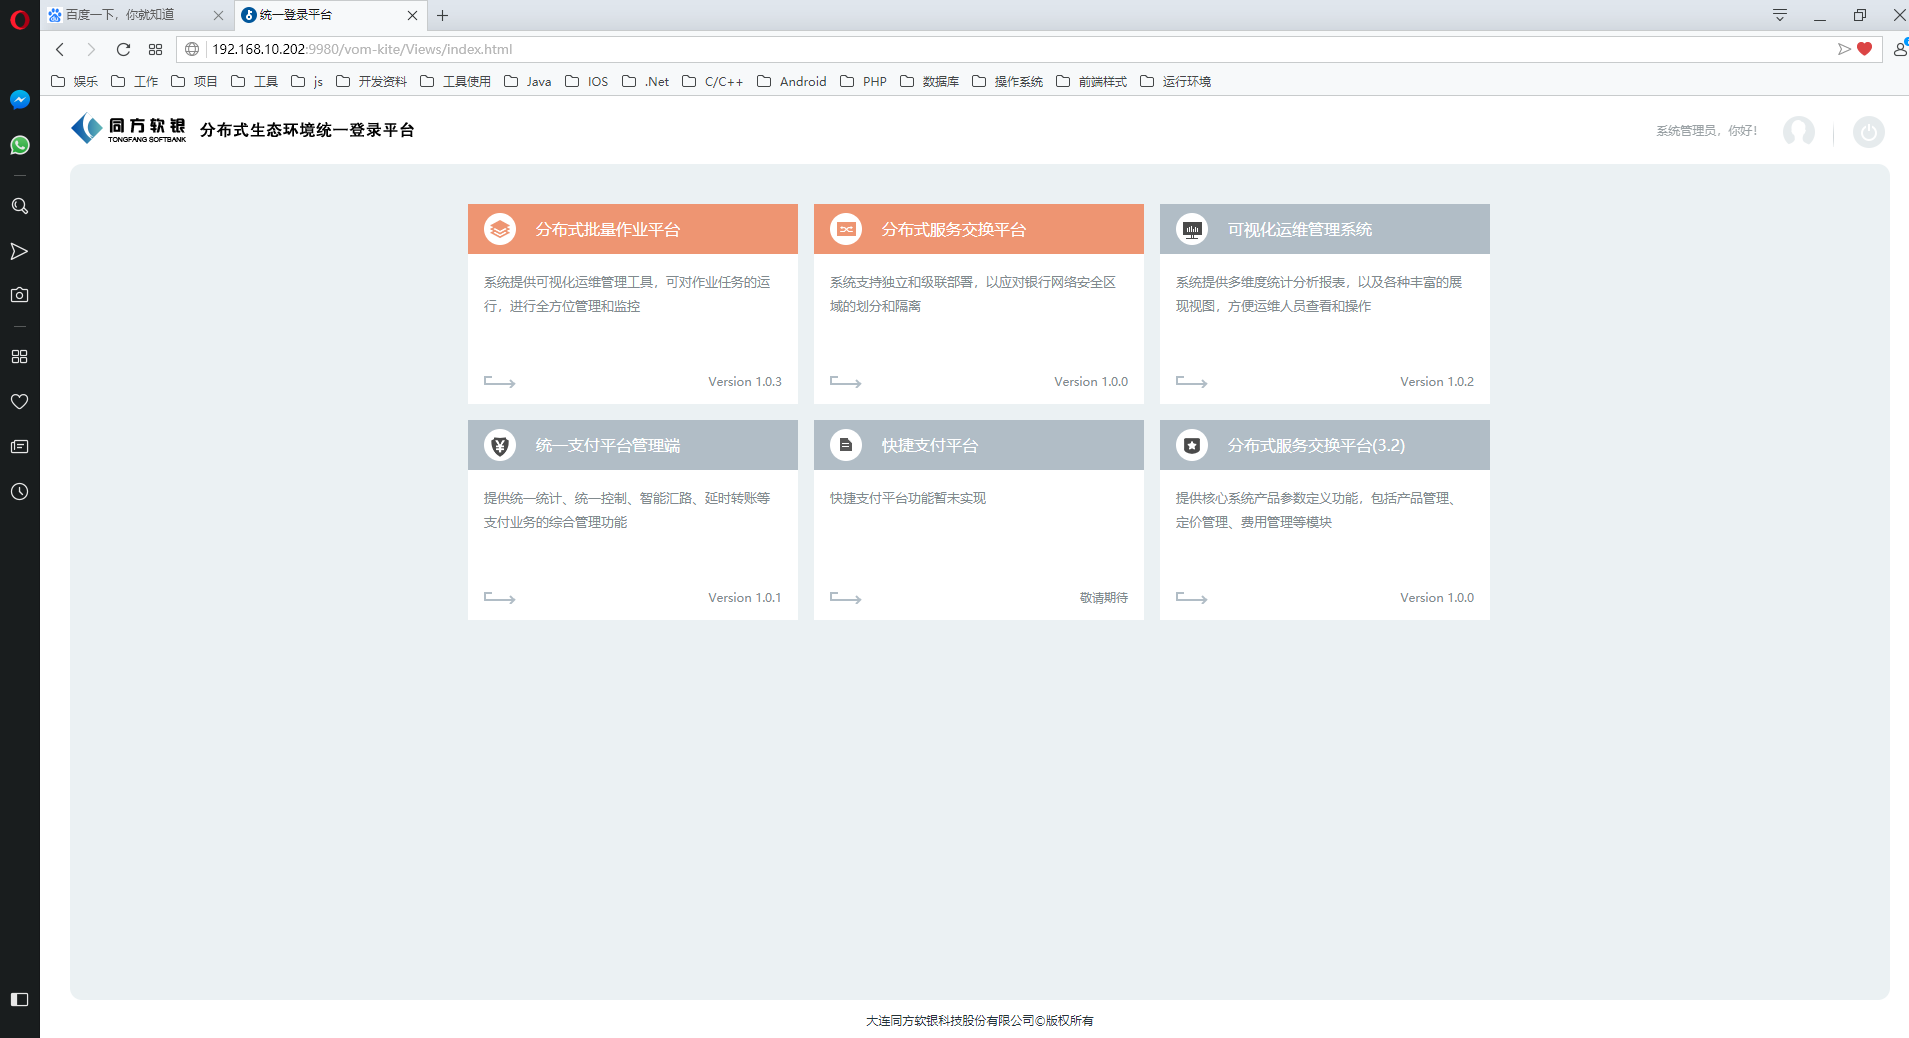 百度一下，你就知道
统一登录平台
192.168.10.202:9980/vom-kite/Views/index.html
娱乐 工作 项目 工具 js 开发资料 工具使用 Java IOS .Net C/C++ Android PHP 数据库 操作系统 前端样式 运行环境
同方软银
TONGFANG SOFTBANK
分布式生态环境统一登录平台
系统管理员，你好！
分布式批量作业平台
系统提供可视化运维管理工具，可对作业任务的运
行，进行全方位管理和监控
Version 1.0.3
分布式服务交换平台
系统支持独立和级联部署，以应对银行网络安全区
域的划分和隔离
Version 1.0.0
可视化运维管理系统
系统提供多维度统计分析报表，以及各种丰富的展
现视图，方便运维人员查看和操作
Version 1.0.2
统一支付平台管理端
提供统一统计、统一控制、智能汇路、延时转账等
支付业务的综合管理功能
Version 1.0.1
快捷支付平台
快捷支付平台功能暂未实现
敬请期待
分布式服务交换平台(3.2)
提供核心系统产品参数定义功能，包括产品管理、
定价管理、费用管理等模块
Version 1.0.0
大连同方软银科技股份有限公司©版权所有